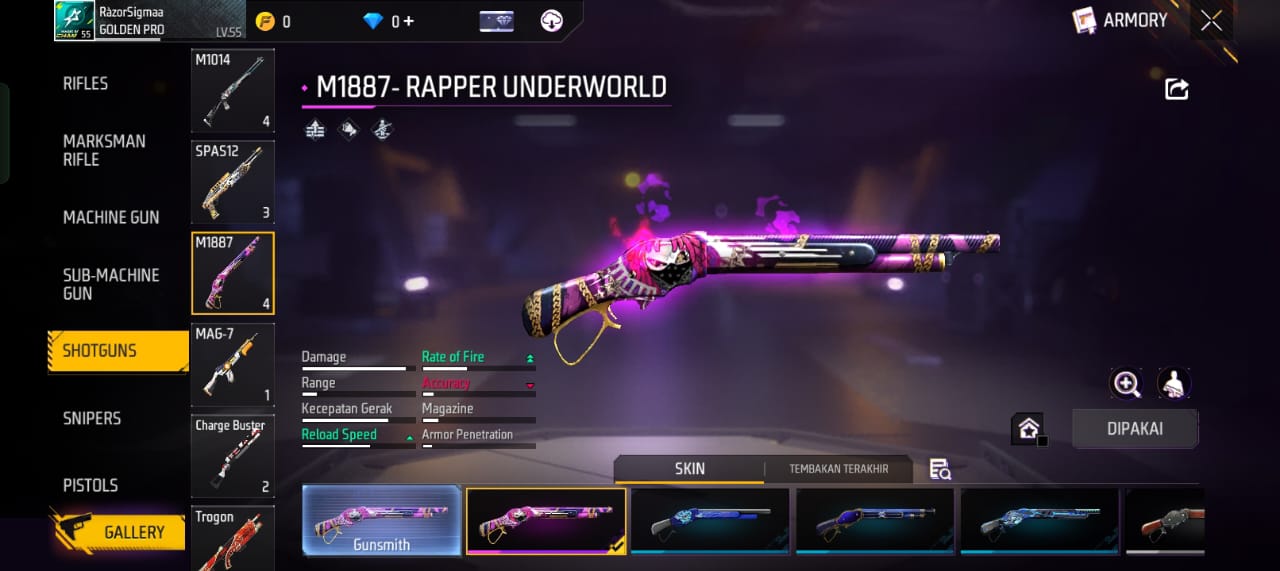 RàzorSigmaa
GOLDEN PRO
LV.55
55
0
0 +
ARMORY
RIFLES
MARKSMAN
RIFLE
MACHINE GUN
SUB-MACHINE
GUN
SHOTGUNS
SNIPERS
PISTOLS
GALLERY
M1014
4
SPAS12
3
M1887
4
MAG-7
1
Charge Buster
2
Trogon
M1887- RAPPER UNDERWORLD
Damage
Rate of Fire
Range
Accuracy
Kecepatan Gerak
Magazine
Reload Speed
Armor Penetration
DIPAKAI
SKIN
TEMBAKAN TERAKHIR
Gunsmith